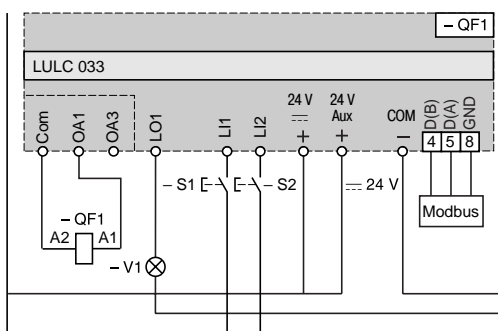 – QF1
LULC 033
Com
OA1
OA3
LO1
LI1
LI2
24 V
+
24 V
Aux
+
COM
–
D(B)
D(A)
GND
4 5 8
– S1
– S2
24 V
Modbus
– QF1
A2 A1
– V1